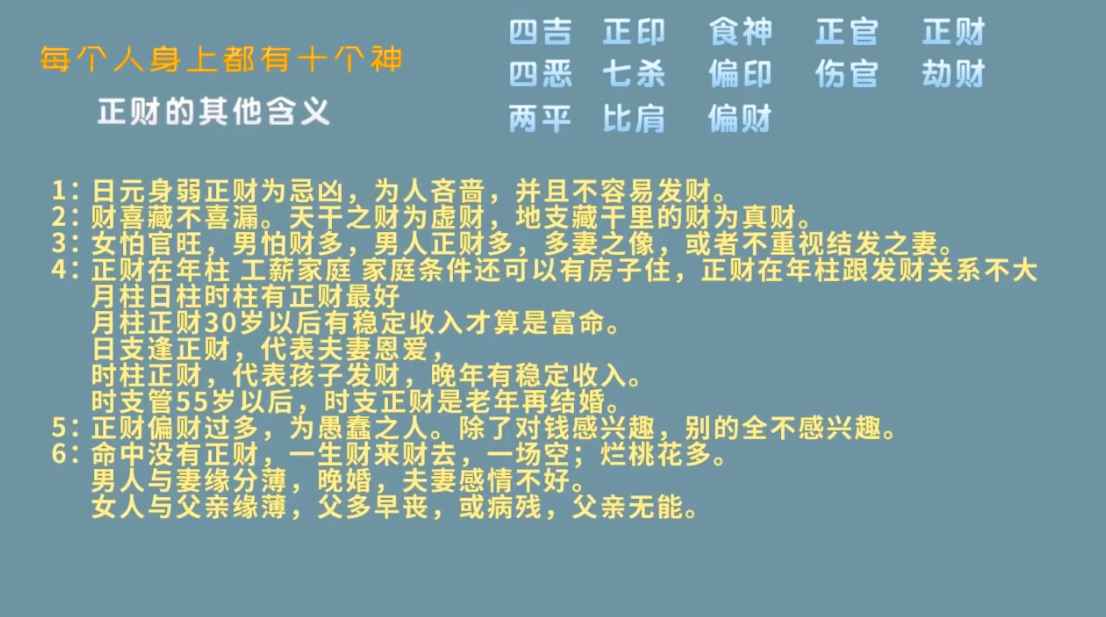 每个人身上都有十个神
正财的其他含义
四吉 正印 食神 正官 正财
四恶 七杀 偏印 伤官 劫财
两平 比肩 偏财
1：日元身弱正财为忌凶，为人吝啬，并且不容易发财。
2：财喜藏不喜漏。天干之财为虚财，地支藏干里的财为真财。
3：女怕官旺，男怕财多，男人正财多，多妻之像，或者不重视结发之妻。
4：正财在年柱 工薪家庭 家庭条件还可以有房子住，正财在年柱跟发财关系不大
月柱日柱时柱有正财最好
月柱正财30岁以后有稳定收入才算是富命。
日支逢正财，代表夫妻恩爱，
时柱正财，代表孩子发财，晚年有稳定收入。
时支管55岁以后，时支正财是老年再结婚。
5：正财偏财过多，为愚蠢之人。除了对钱感兴趣，别的全不感兴趣。
6：命中没有正财，一生财来财去，一场空；烂桃花多。
男人与妻缘分薄，晚婚，夫妻感情不好。
女人与父亲缘薄，父多早丧，或病残，父亲无能。